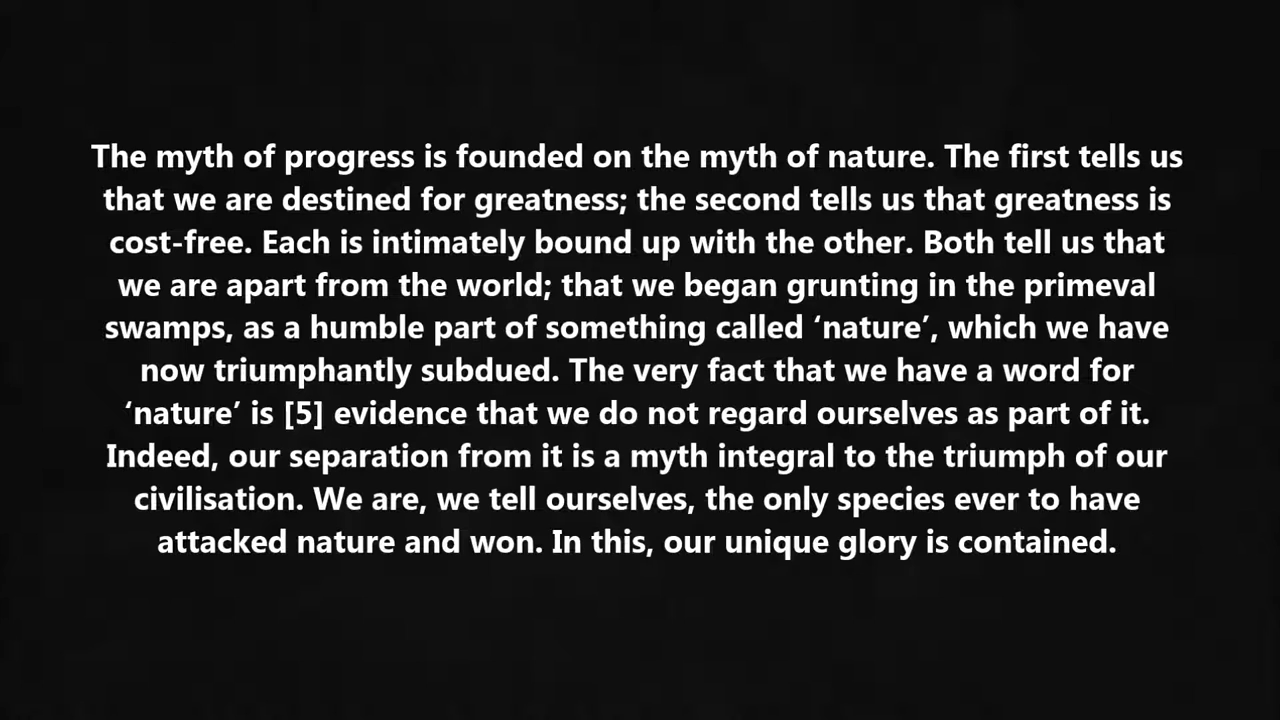 The myth of progress is founded on the myth of nature. The first tells us
that we are destined for greatness; the second tells us that greatness is
cost-free. Each is intimately bound up with the other. Both tell us that
we are apart from the world; that we began grunting in the primeval
swamps, as a humble part of something called ‘nature’, which we have
now triumphantly subdued. The very fact that we have a word for
‘nature’ is [5] evidence that we do not regard ourselves as part of it.
Indeed, our separation from it is a myth integral to the triumph of our
civilisation. We are, we tell ourselves, the only species ever to have
attacked nature and won. In this, our unique glory is contained.